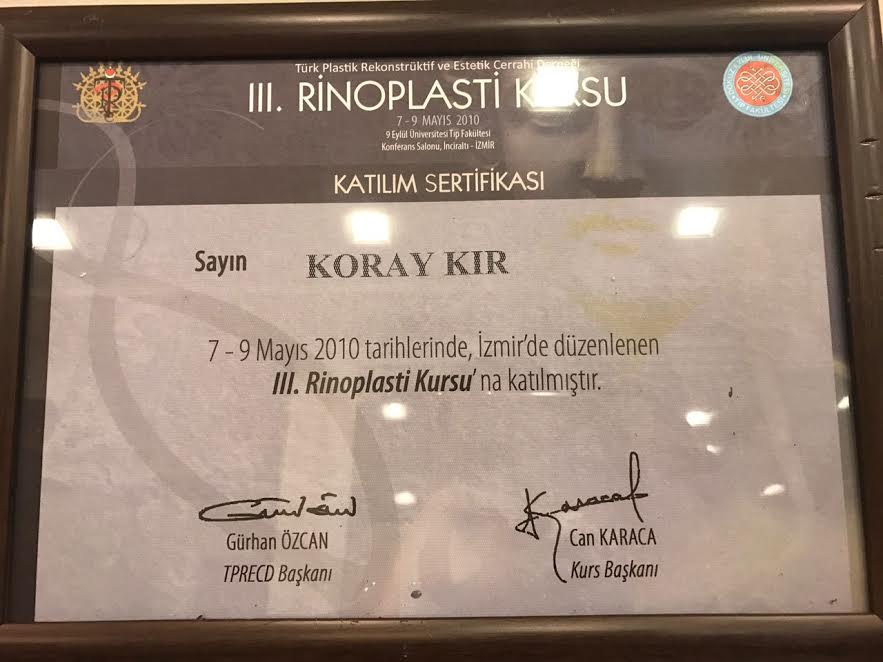 Türk Plastik Rekonstrüktif ve Estetik Cerrahi Derneği
III. RİNOPLASTİ KURSU
7 - 9 MAYIS 2010
9 Eylül Üniversitesi Tıp Fakültesi
Konferans Salonu, İnciraltı - İZMİR
KATILIM SERTİFİKASI
Sayın KORAY KIR
7 – 9 Mayıs 2010 tarihlerinde, İzmir'de düzenlenen
III. Rinoplasti Kursu' na katılmıştır.
Gürhan ÖZCAN
TPRECD Başkanı
Can KARACA
Kurs Başkanı